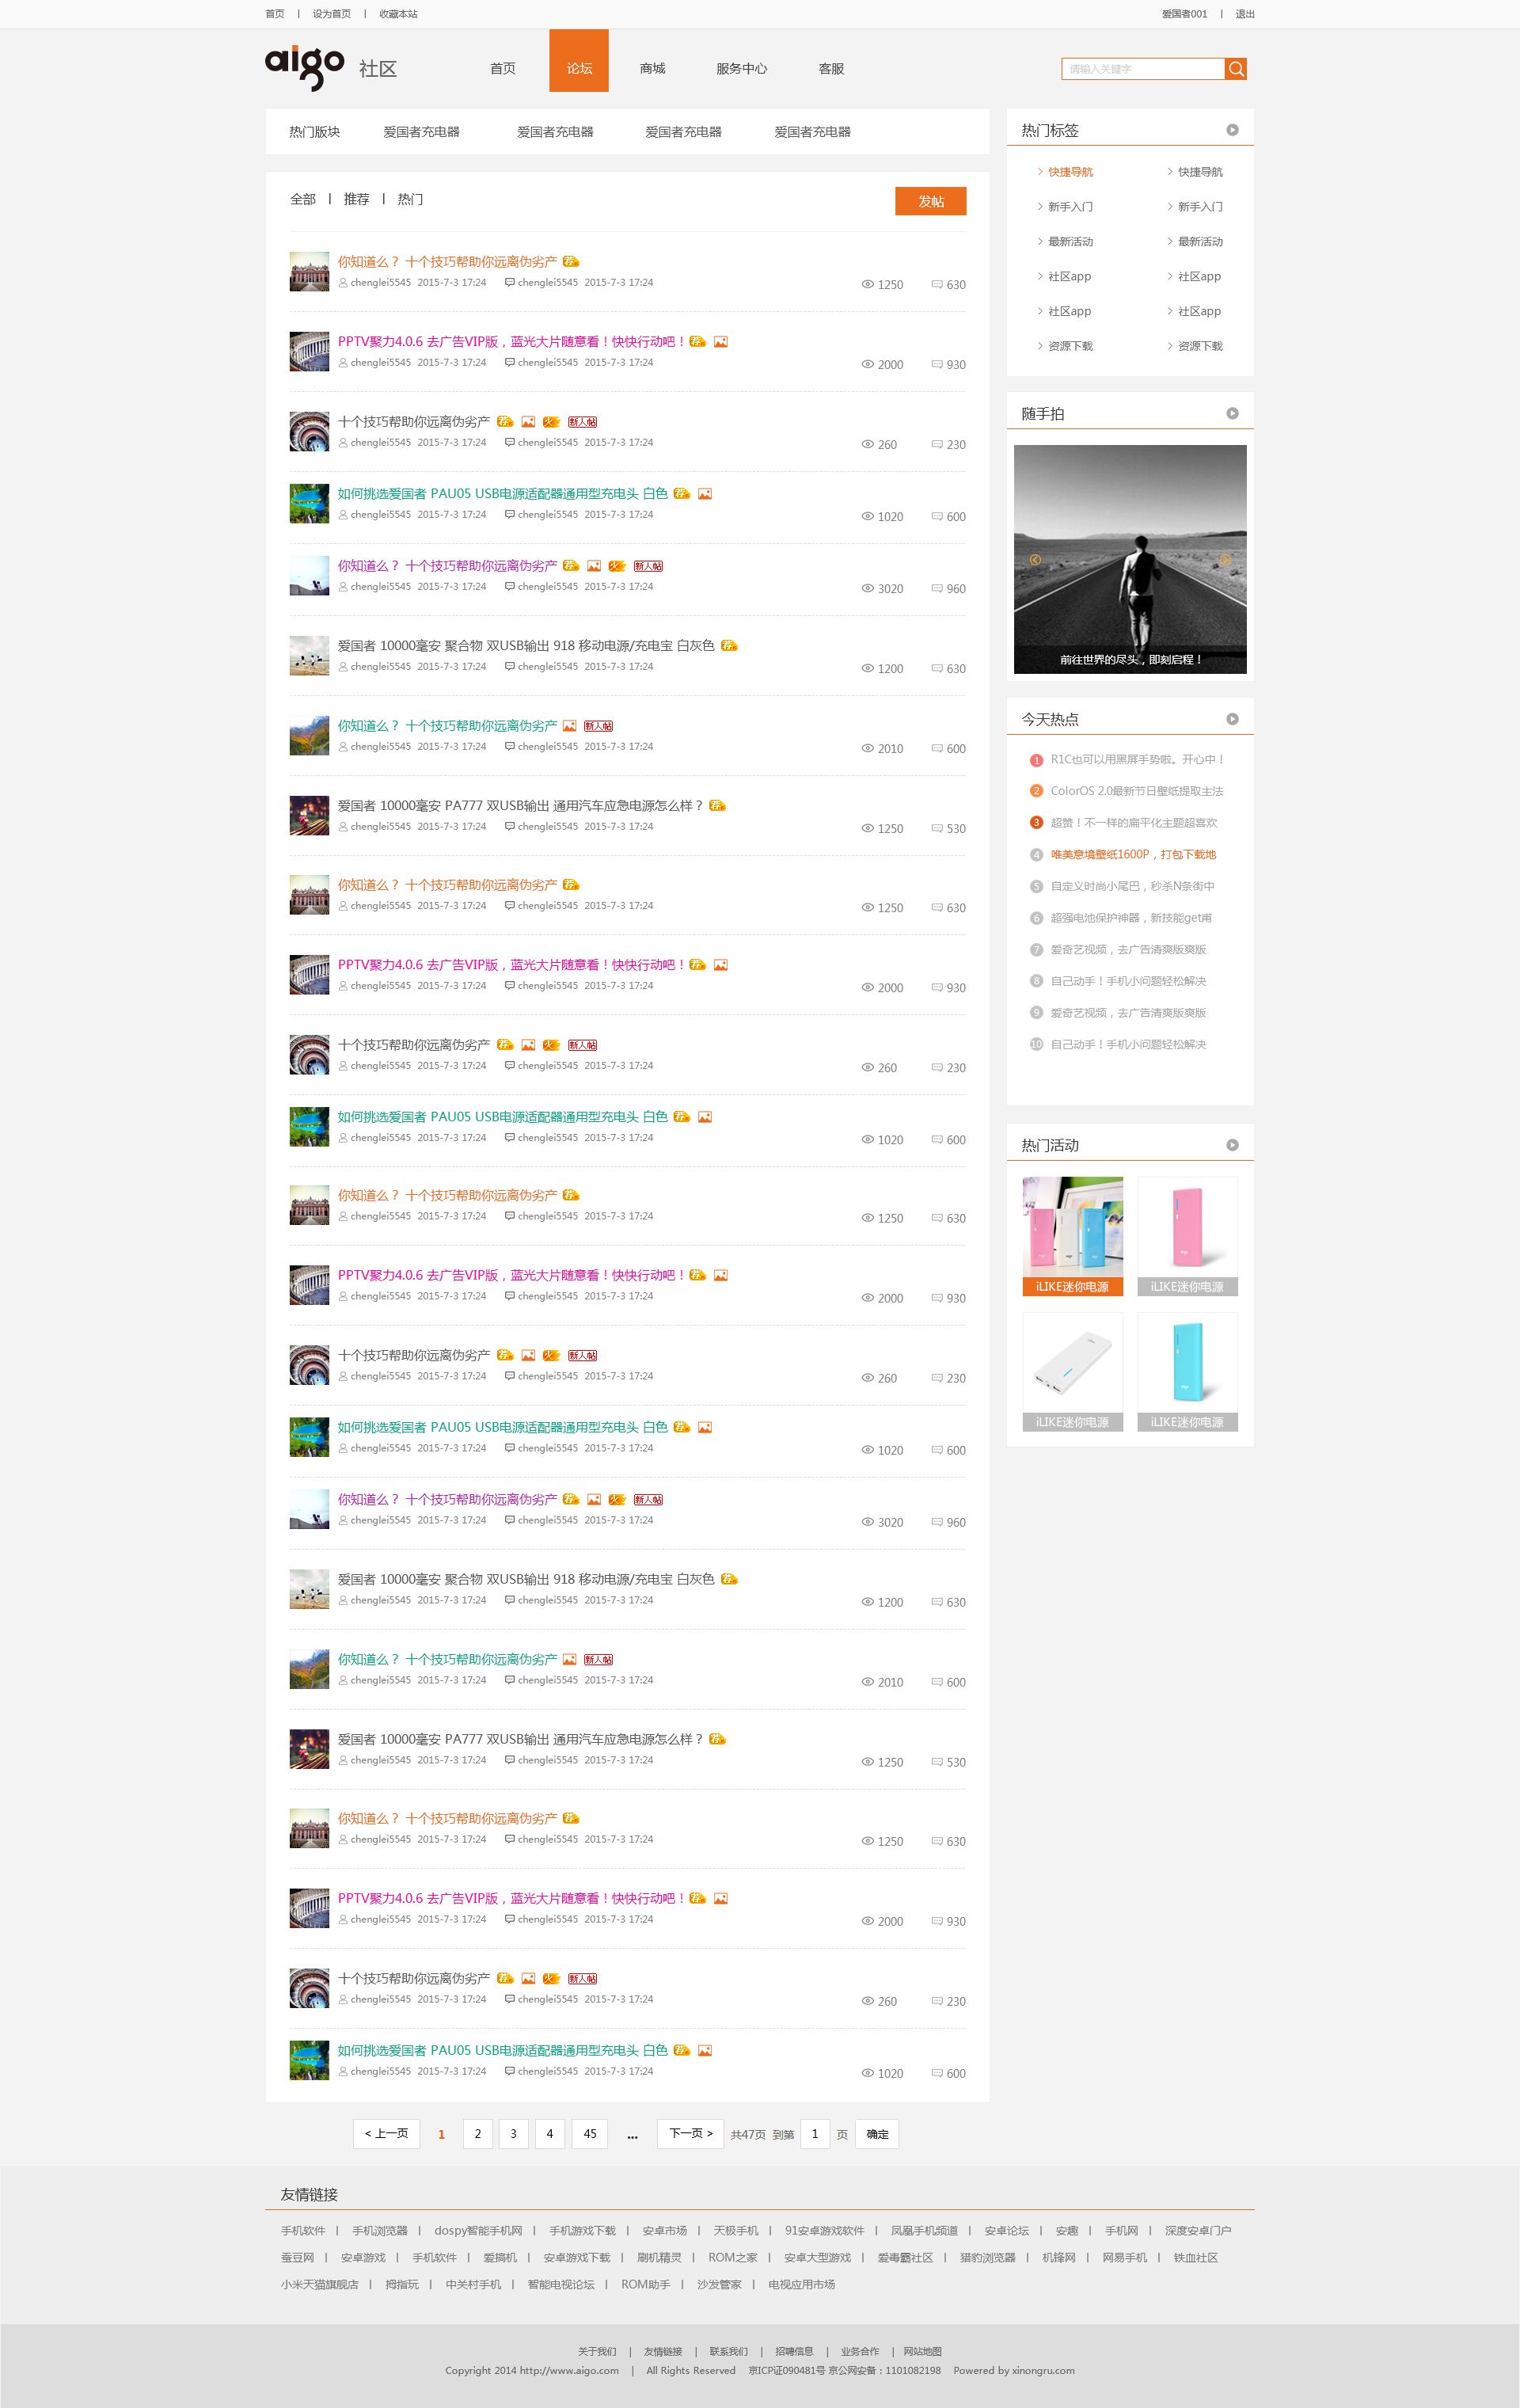 首页 | 设为首页 | 收藏本站 爱国者001 | 退出
aigo 社区 首页 论坛 商城 服务中心 客服 请输入关键字
热门版块 爱国者充电器 爱国者充电器 爱国者充电器 爱国者充电器
全部 | 推荐 | 热门 发帖
你知道么？ 十个技巧帮助你远离伪劣产 荐
chenglei5545 2015-7-3 17:24 chenglei5545 2015-7-3 17:24 1250 630
PPTV聚力4.0.6 去广告VIP版，蓝光大片随意看！快快行动吧！ 荐
chenglei5545 2015-7-3 17:24 chenglei5545 2015-7-3 17:24 2000 930
十个技巧帮助你远离伪劣产 荐 火 新人帖
chenglei5545 2015-7-3 17:24 chenglei5545 2015-7-3 17:24 260 230
如何挑选爱国者 PAU05 USB电源适配器通用型充电头 白色 荐
chenglei5545 2015-7-3 17:24 chenglei5545 2015-7-3 17:24 1020 600
你知道么？ 十个技巧帮助你远离伪劣产 荐 火 新人帖
chenglei5545 2015-7-3 17:24 chenglei5545 2015-7-3 17:24 3020 960
爱国者 10000毫安 聚合物 双USB输出 918 移动电源/充电宝 白灰色 荐
chenglei5545 2015-7-3 17:24 chenglei5545 2015-7-3 17:24 1200 630
你知道么？ 十个技巧帮助你远离伪劣产 新人帖
chenglei5545 2015-7-3 17:24 chenglei5545 2015-7-3 17:24 2010 600
爱国者 10000毫安 PA777 双USB输出 通用汽车应急电源怎么样？ 荐
chenglei5545 2015-7-3 17:24 chenglei5545 2015-7-3 17:24 1250 530
你知道么？ 十个技巧帮助你远离伪劣产 荐
chenglei5545 2015-7-3 17:24 chenglei5545 2015-7-3 17:24 1250 630
PPTV聚力4.0.6 去广告VIP版，蓝光大片随意看！快快行动吧！ 荐
chenglei5545 2015-7-3 17:24 chenglei5545 2015-7-3 17:24 2000 930
十个技巧帮助你远离伪劣产 荐 火 新人帖
chenglei5545 2015-7-3 17:24 chenglei5545 2015-7-3 17:24 260 230
如何挑选爱国者 PAU05 USB电源适配器通用型充电头 白色 荐
chenglei5545 2015-7-3 17:24 chenglei5545 2015-7-3 17:24 1020 600
你知道么？ 十个技巧帮助你远离伪劣产 荐
chenglei5545 2015-7-3 17:24 chenglei5545 2015-7-3 17:24 1250 630
PPTV聚力4.0.6 去广告VIP版，蓝光大片随意看！快快行动吧！ 荐
chenglei5545 2015-7-3 17:24 chenglei5545 2015-7-3 17:24 2000 930
十个技巧帮助你远离伪劣产 荐 火 新人帖
chenglei5545 2015-7-3 17:24 chenglei5545 2015-7-3 17:24 260 230
如何挑选爱国者 PAU05 USB电源适配器通用型充电头 白色 荐
chenglei5545 2015-7-3 17:24 chenglei5545 2015-7-3 17:24 1020 600
你知道么？ 十个技巧帮助你远离伪劣产 荐 火 新人帖
chenglei5545 2015-7-3 17:24 chenglei5545 2015-7-3 17:24 3020 960
爱国者 10000毫安 聚合物 双USB输出 918 移动电源/充电宝 白灰色 荐
chenglei5545 2015-7-3 17:24 chenglei5545 2015-7-3 17:24 1200 630
你知道么？ 十个技巧帮助你远离伪劣产 新人帖
chenglei5545 2015-7-3 17:24 chenglei5545 2015-7-3 17:24 2010 600
爱国者 10000毫安 PA777 双USB输出 通用汽车应急电源怎么样？ 荐
chenglei5545 2015-7-3 17:24 chenglei5545 2015-7-3 17:24 1250 530
你知道么？ 十个技巧帮助你远离伪劣产 荐
chenglei5545 2015-7-3 17:24 chenglei5545 2015-7-3 17:24 1250 630
PPTV聚力4.0.6 去广告VIP版，蓝光大片随意看！快快行动吧！ 荐
chenglei5545 2015-7-3 17:24 chenglei5545 2015-7-3 17:24 2000 930
十个技巧帮助你远离伪劣产 荐 火 新人帖
chenglei5545 2015-7-3 17:24 chenglei5545 2015-7-3 17:24 260 230
如何挑选爱国者 PAU05 USB电源适配器通用型充电头 白色 荐
chenglei5545 2015-7-3 17:24 chenglei5545 2015-7-3 17:24 1020 600
< 上一页 1 2 3 4 45 ... 下一页 > 共47页 到第 1 页 确定
热门标签
快捷导航 快捷导航
新手入门 新手入门
最新活动 最新活动
社区app 社区app
社区app 社区app
资源下载 资源下载
随手拍
前往世界的尽头，即刻启程！
今天热点
1 R1C也可以用黑屏手势啦。开心中！
2 ColorOS 2.0最新节日壁纸提取主法
3 超赞！不一样的扁平化主题超喜欢
4 唯美意境壁纸1600P，打包下载地
5 自定义时尚小尾巴，秒杀N条街中
6 超强电池保护神器，新技能get甫
7 爱奇艺视频，去广告清爽版爽版
8 自己动手！手机小问题轻松解决
9 爱奇艺视频，去广告清爽版爽版
10 自己动手！手机小问题轻松解决
热门活动
iLIKE迷你电源 iLIKE迷你电源
iLIKE迷你电源 iLIKE迷你电源
友情链接
手机软件 | 手机浏览器 | dospy智能手机网 | 手机游戏下载 | 安卓市场 | 天极手机 | 91安卓游戏软件 | 凤凰手机频道 | 安卓论坛 | 安趣 | 手机网 | 深度安卓门户
蚕豆网 | 安卓游戏 | 手机软件 | 爱搞机 | 安卓游戏下载 | 刷机精灵 | ROM之家 | 安卓大型游戏 | 爱毒霸社区 | 猎豹浏览器 | 机锋网 | 网易手机 | 铁血社区
小米天猫旗舰店 | 拇指玩 | 中关村手机 | 智能电视论坛 | ROM助手 | 沙发管家 | 电视应用市场
关于我们 | 友情链接 | 联系我们 | 招聘信息 | 业务合作 | 网站地图
Copyright 2014 http://www.aigo.com | All Rights Reserved 京ICP证090481号 京公网安备：1101082198 Powered by xinongru.com